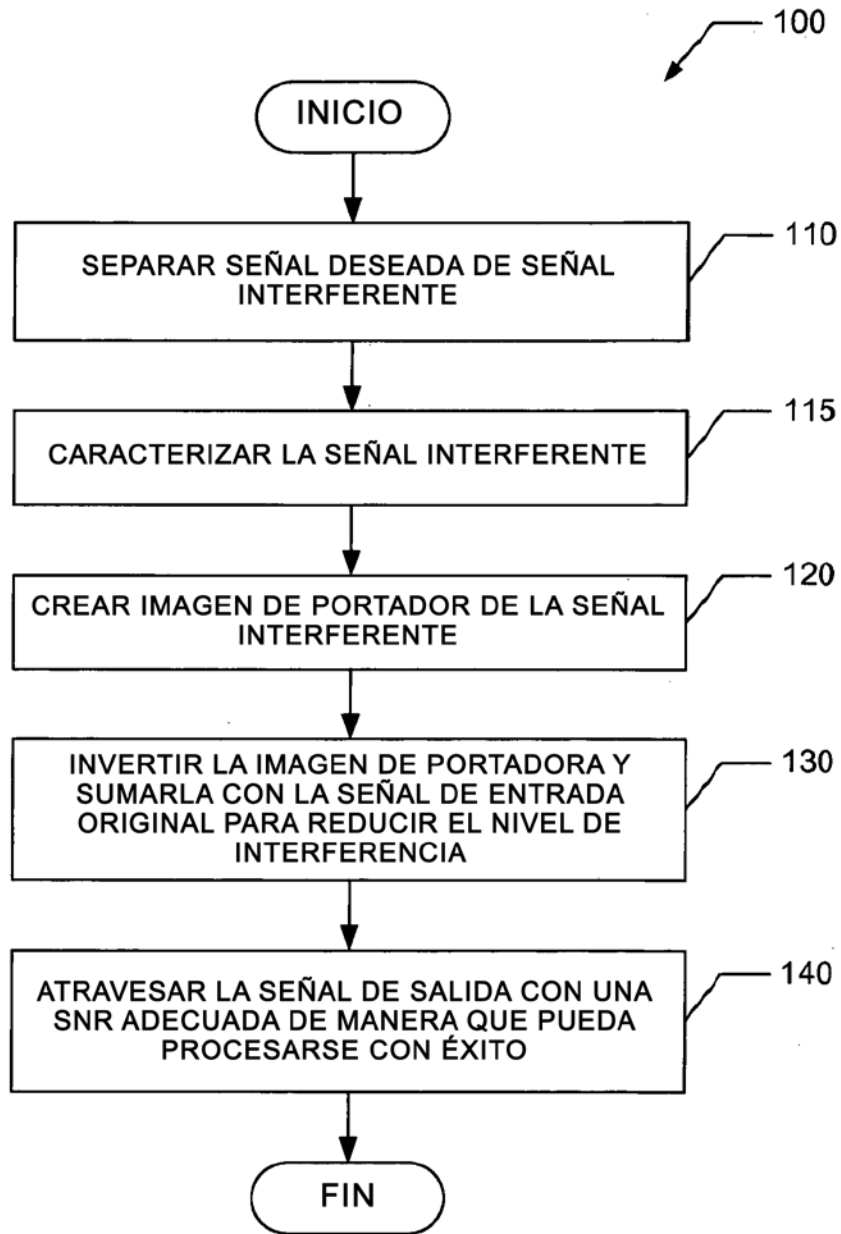 100
INICIO
SEPARAR SEÑAL DESEADA DE SEÑAL
INTERFERENTE
110
CARACTERIZAR LA SEÑAL INTERFERENTE
115
CREAR IMAGEN DE PORTADOR DE LA SEÑAL
INTERFERENTE
120
INVERTIR LA IMAGEN DE PORTADORA Y
SUMARLA CON LA SEÑAL DE ENTRADA
ORIGINAL PARA REDUCIR EL NIVEL DE
INTERFERENCIA
130
ATRAVESAR LA SEÑAL DE SALIDA CON UNA
SNR ADECUADA DE MANERA QUE PUEDA
PROCESARSE CON ÉXITO
140
FIN